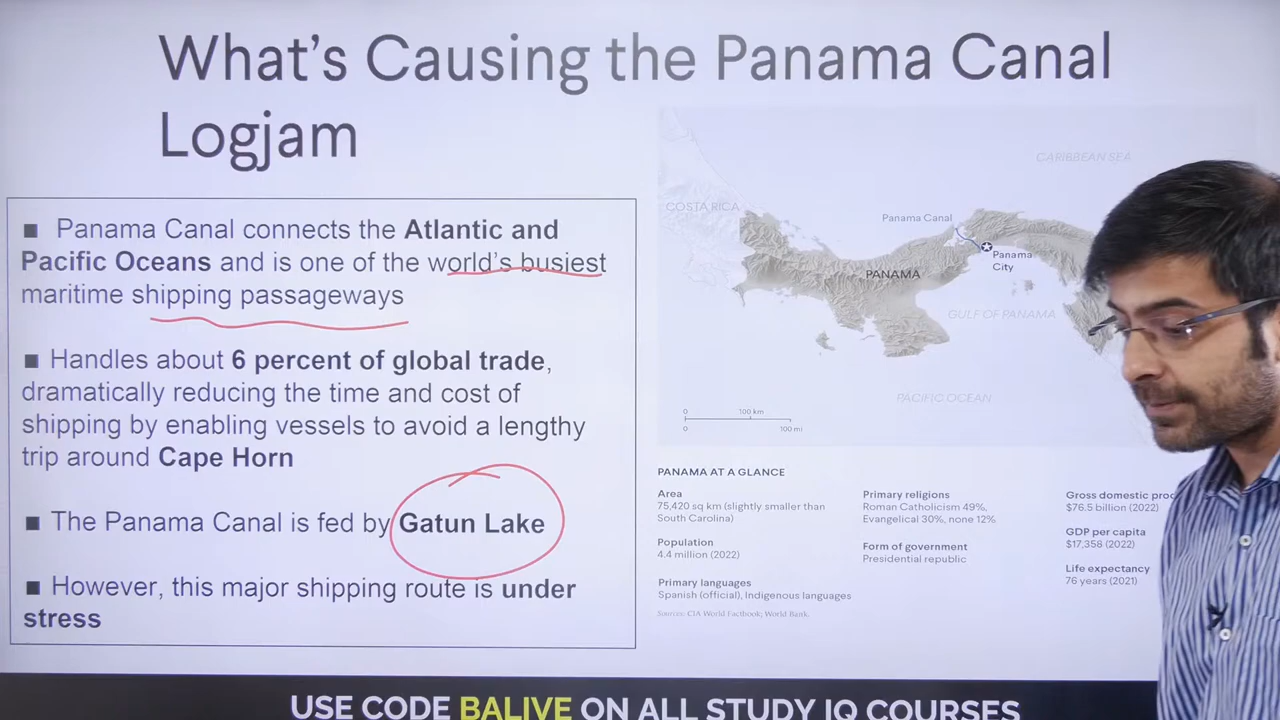 What's Causing the Panama Canal
Logjam
■ Panama Canal connects the Atlantic and
Pacific Oceans and is one of the world's busiest
maritime shipping passageways
■ Handles about 6 percent of global trade,
dramatically reducing the time and cost of
shipping by enabling vessels to avoid a lengthy
trip around Cape Horn
■ The Panama Canal is fed by Gatun Lake
■ However, this major shipping route is under
stress
CARIBBEAN SEA
COSTA RICA
Panama Canal
Panama
City
PANAMA
GULF OF PANAMA
PACIFIC OCEAN
0 100 km
0 100 mi
PANAMA AT A GLANCE
Area
75,420 sq km (slightly smaller than
South Carolina)
Population
4.4 million (2022)
Primary languages
Spanish (official), Indigenous languages
Sources: CIA World Factbook; World Bank.
Primary religions
Roman Catholicism 49%,
Evangelical 30%, none 12%
Form of government
Presidential republic
Gross domestic
$76.5 billion (2022)
GDP per capita
$17,358 (2022)
Life expectancy
76 years (2021)
USE CODE BALIVE ON ALL STUDY IQ COURSES